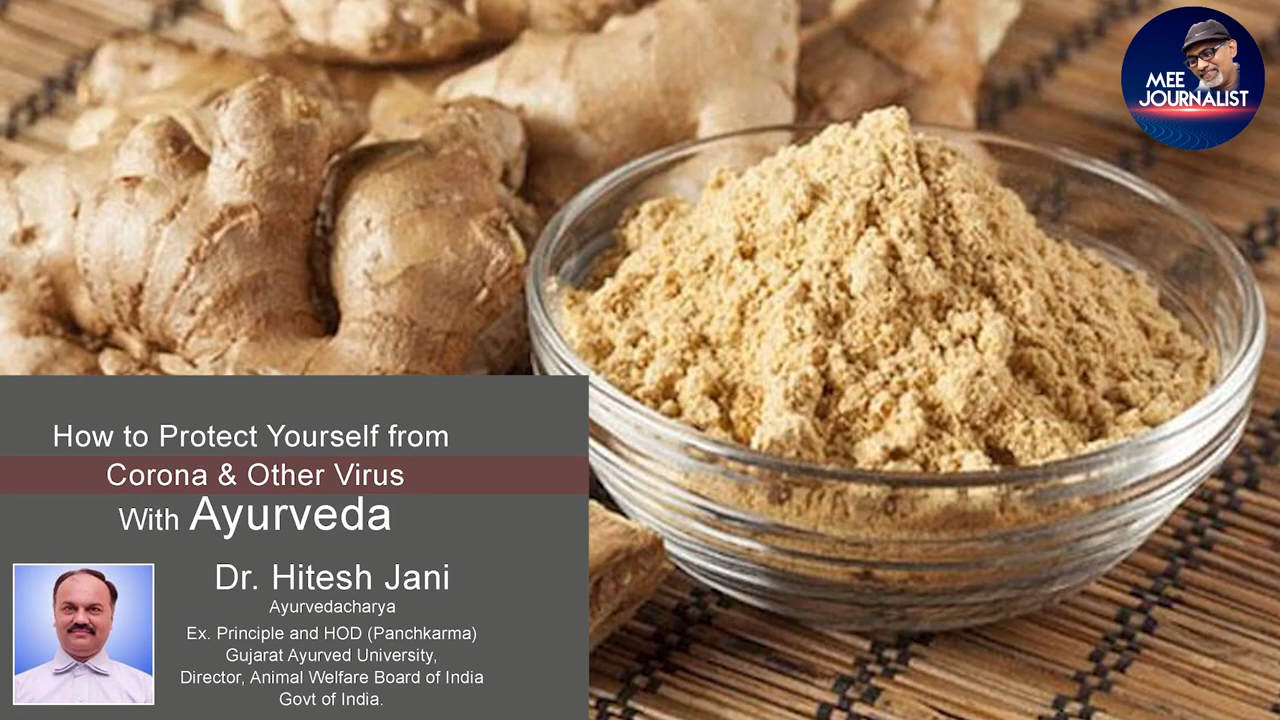 MEE
JOURNALIST
How to Protect Yourself from
Corona & Other Virus
With Ayurveda
Dr. Hitesh Jani
Ayurvedacharya
Ex. Principle and HOD (Panchkarma)
Gujarat Ayurved University,
Director, Animal Welfare Board of India
Govt of India.